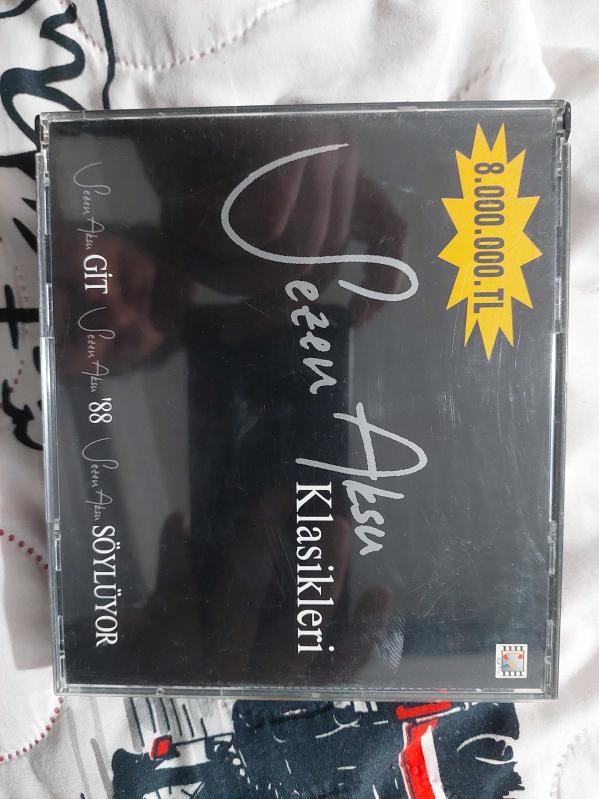 8.000.000.TL
Sezen Aksu
Klasikleri
Sezen Aksu GİT Sezen Aksu '88 Sezen Aksu SÖYLÜYOR